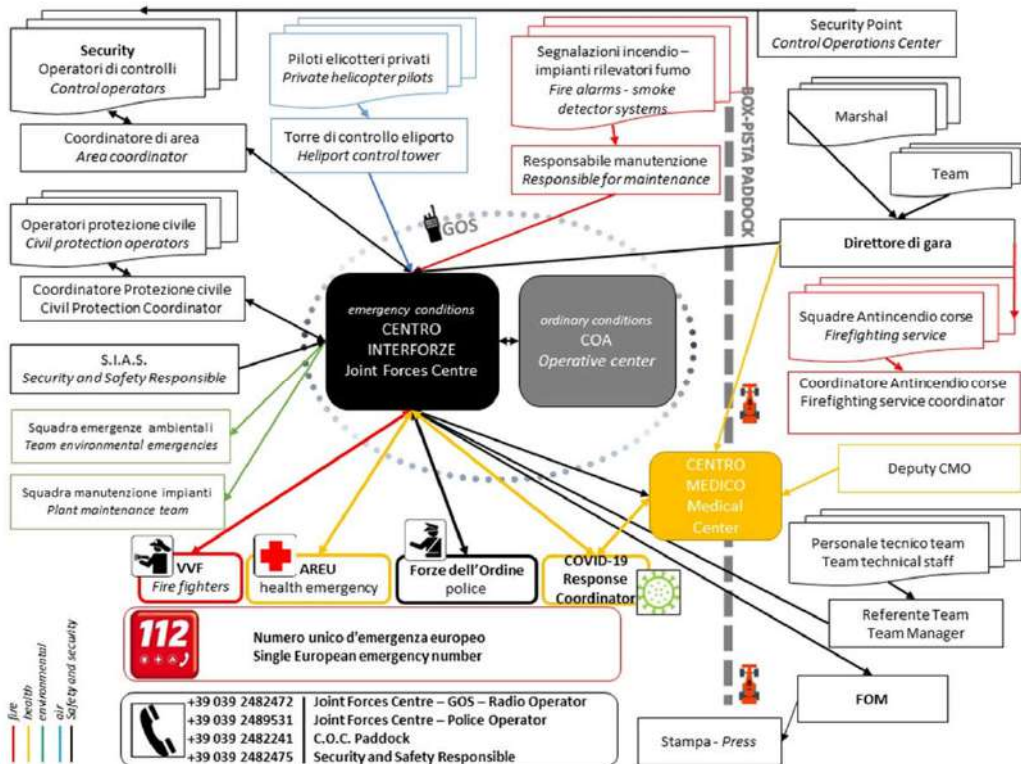 Security Point
Control Operations Center
Security
Operatori di controlli
Control operators
Piloti elicotteri privati
Private helicopter pilots
Segnalazioni incendio –
impianti rilevatori fumo
Fire alarms - smoke
detector systems
Marshal
Team
Coordinatore di area
Area coordinator
Torre di controllo eliporto
Heliport control tower
Responsabile manutenzione
Responsible for maintenance
BOX-PISTA PADDOCK
GOS
Operatori protezione civile
Civil protection operators
Direttore di gara
Coordinatore Protezione civile
Civil Protection Coordinator
emergency conditions
CENTRO
INTERFORZE
Joint Forces Centre
ordinary conditions
COA
Operative center
Squadre Antincendio corse
Firefighting service
S.I.A.S.
Security and Safety Responsible
Coordinatore Antincendio corse
Firefighting service coordinator
Squadra emergenze ambientali
Team environmental emergencies
Squadra manutenzione impianti
Plant maintenance team
CENTRO
MEDICO
Medical
Center
Deputy CMO
VVF
Fire fighters
AREU
health emergency
Forze dell'Ordine
police
COVID-19
Response
Coordinator
Personale tecnico team
Team technical staff
Referente Team
Team Manager
112
Numero unico d'emergenza europeo
Single European emergency number
FOM
Stampa - Press
fire
health
environmental
air
Safety and security
+39 039 2482472 Joint Forces Centre – GOS – Radio Operator
+39 039 2489531 Joint Forces Centre – Police Operator
+39 039 2482241 C.O.C. Paddock
+39 039 2482475 Security and Safety Responsible